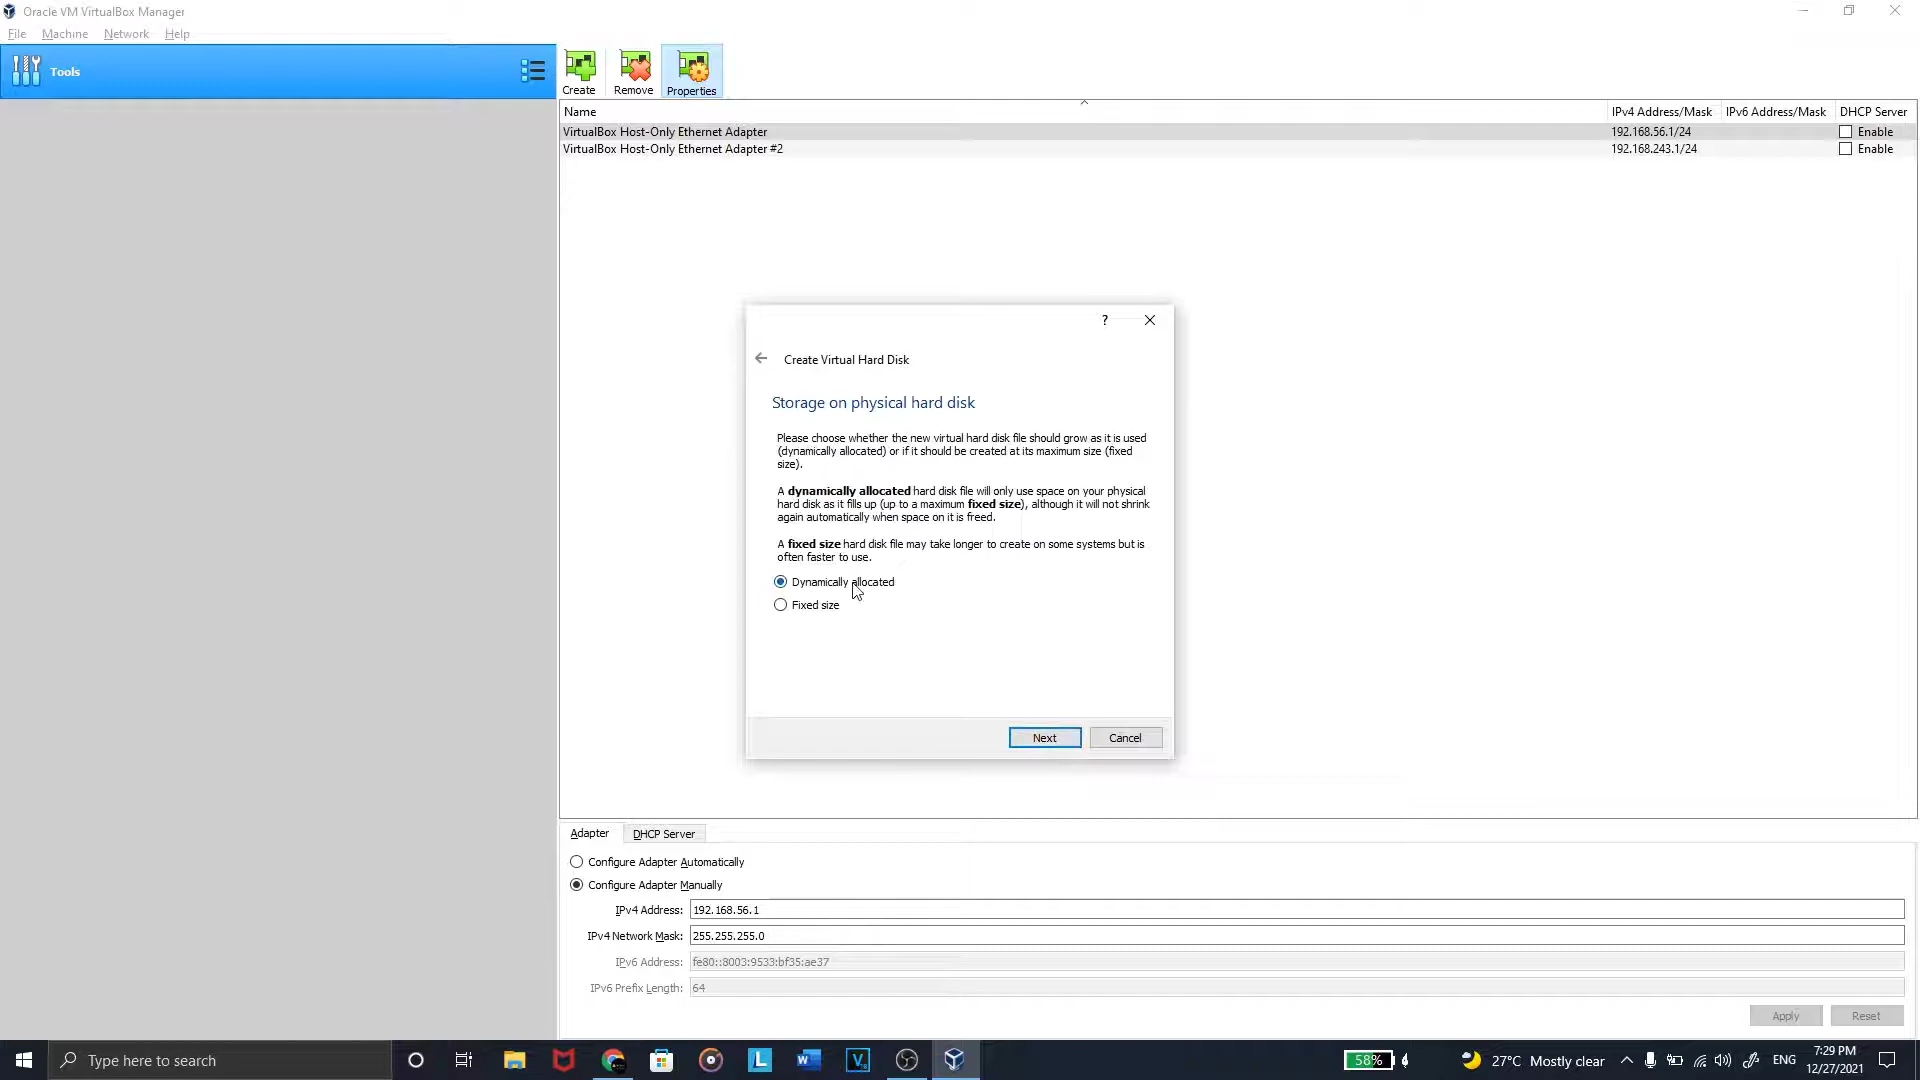 Oracle VM VirtualBox Manager
File Machine Network Help
Tools
Create Remove Properties
Name IPv4 Address/Mask IPv6 Address/Mask DHCP Server
VirtualBox Host-Only Ethernet Adapter 192.168.56.1/24 Enable
VirtualBox Host-Only Ethernet Adapter #2 192.168.243.1/24 Enable
?
Create Virtual Hard Disk
Storage on physical hard disk
Please choose whether the new virtual hard disk file should grow as it is used
(dynamically allocated) or if it should be created at its maximum size (fixed
size).
A dynamically allocated hard disk file will only use space on your physical
hard disk as it fills up (up to a maximum fixed size), although it will not shrink
again automatically when space on it is freed.
A fixed size hard disk file may take longer to create on some systems but is
often faster to use.
Dynamically allocated
Fixed size
Next Cancel
Adapter DHCP Server
Configure Adapter Automatically
Configure Adapter Manually
IPv4 Address: 192.168.56.1
IPv4 Network Mask: 255.255.255.0
IPv6 Address: fe80::8003:9533:bf35:ae37
IPv6 Prefix Length: 64
Apply Reset
Type here to search
58%
27°C Mostly clear
ENG
7:29 PM
12/27/2021